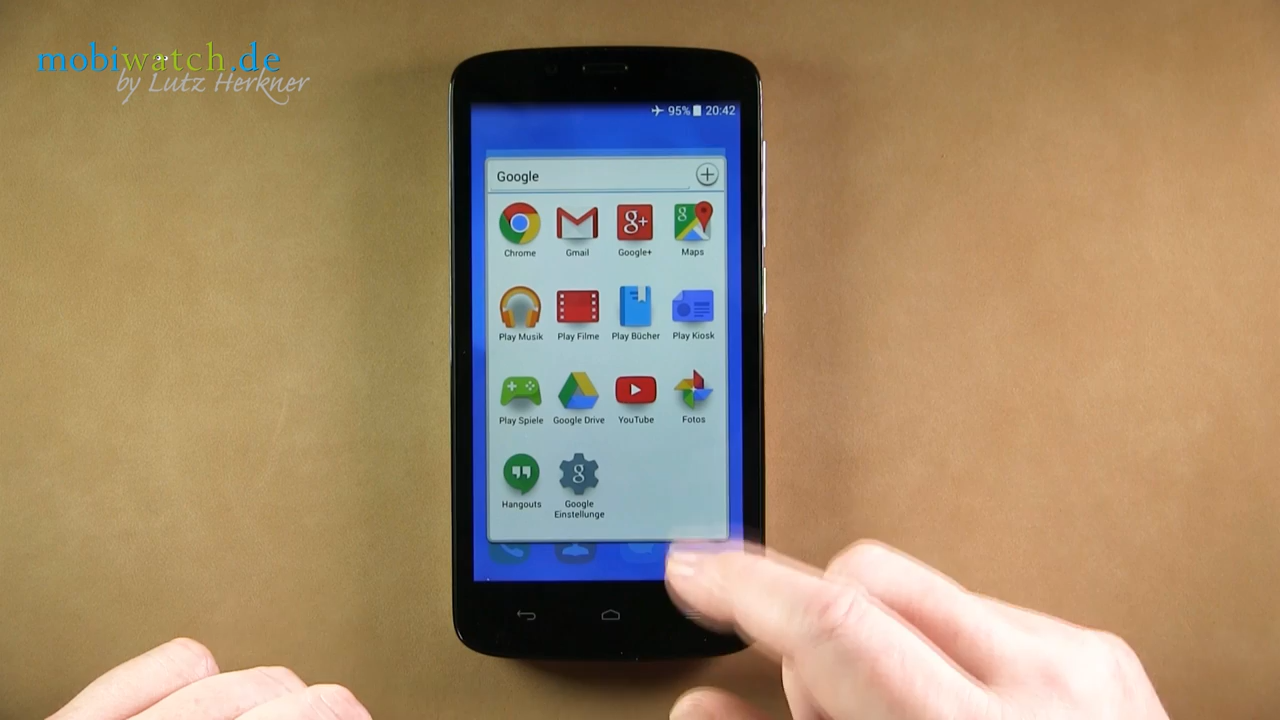 mobiwatch.de
by Lutz Herkner
95% 20:42
Google
Chrome Gmail Google+ Maps
Play Musik Play Filme Play Bücher Play Kiosk
Play Spiele Google Drive YouTube Fotos
Hangouts Google
Einstellunge